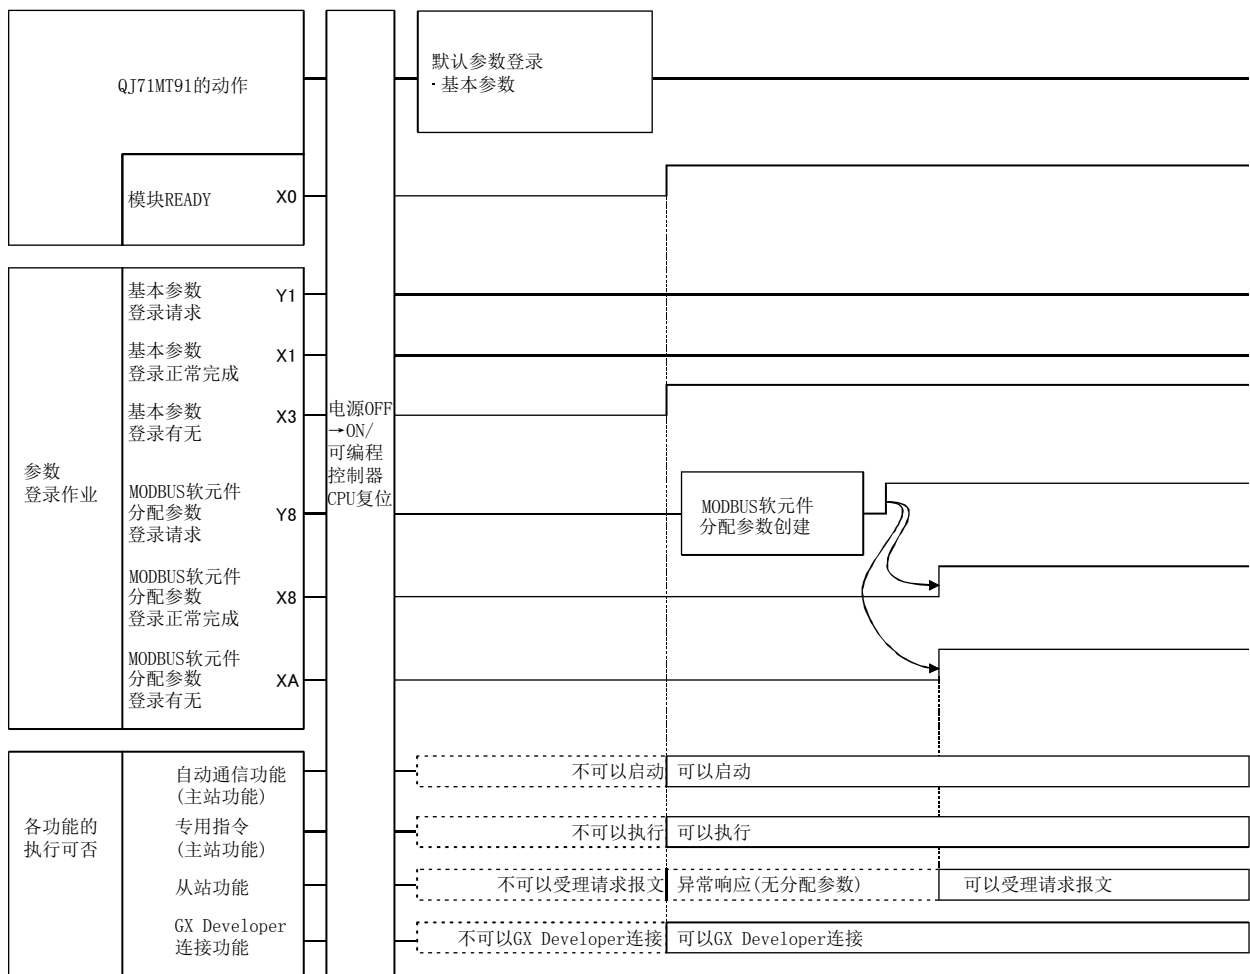 QJ71MT91的动作
默认参数登录
·基本参数
模块READY X0
基本参数
登录请求
Y1
基本参数
登录正常完成
X1
基本参数
登录有无
X3
电源OFF
→ON/
可编程
控制器
CPU复位
参数
登录作业
MODBUS软元件
分配参数
登录请求
Y8
MODBUS软元件
分配参数创建
MODBUS软元件
分配参数
登录正常完成
X8
MODBUS软元件
分配参数
登录有无
XA
各功能的
执行可否
自动通信功能
(主站功能)
不可以启动 可以启动
专用指令
(主站功能)
不可以执行 可以执行
从站功能
不可以受理请求报文 异常响应(无分配参数) 可以受理请求报文
GX Developer
连接功能
不可以GX Developer连接 可以GX Developer连接